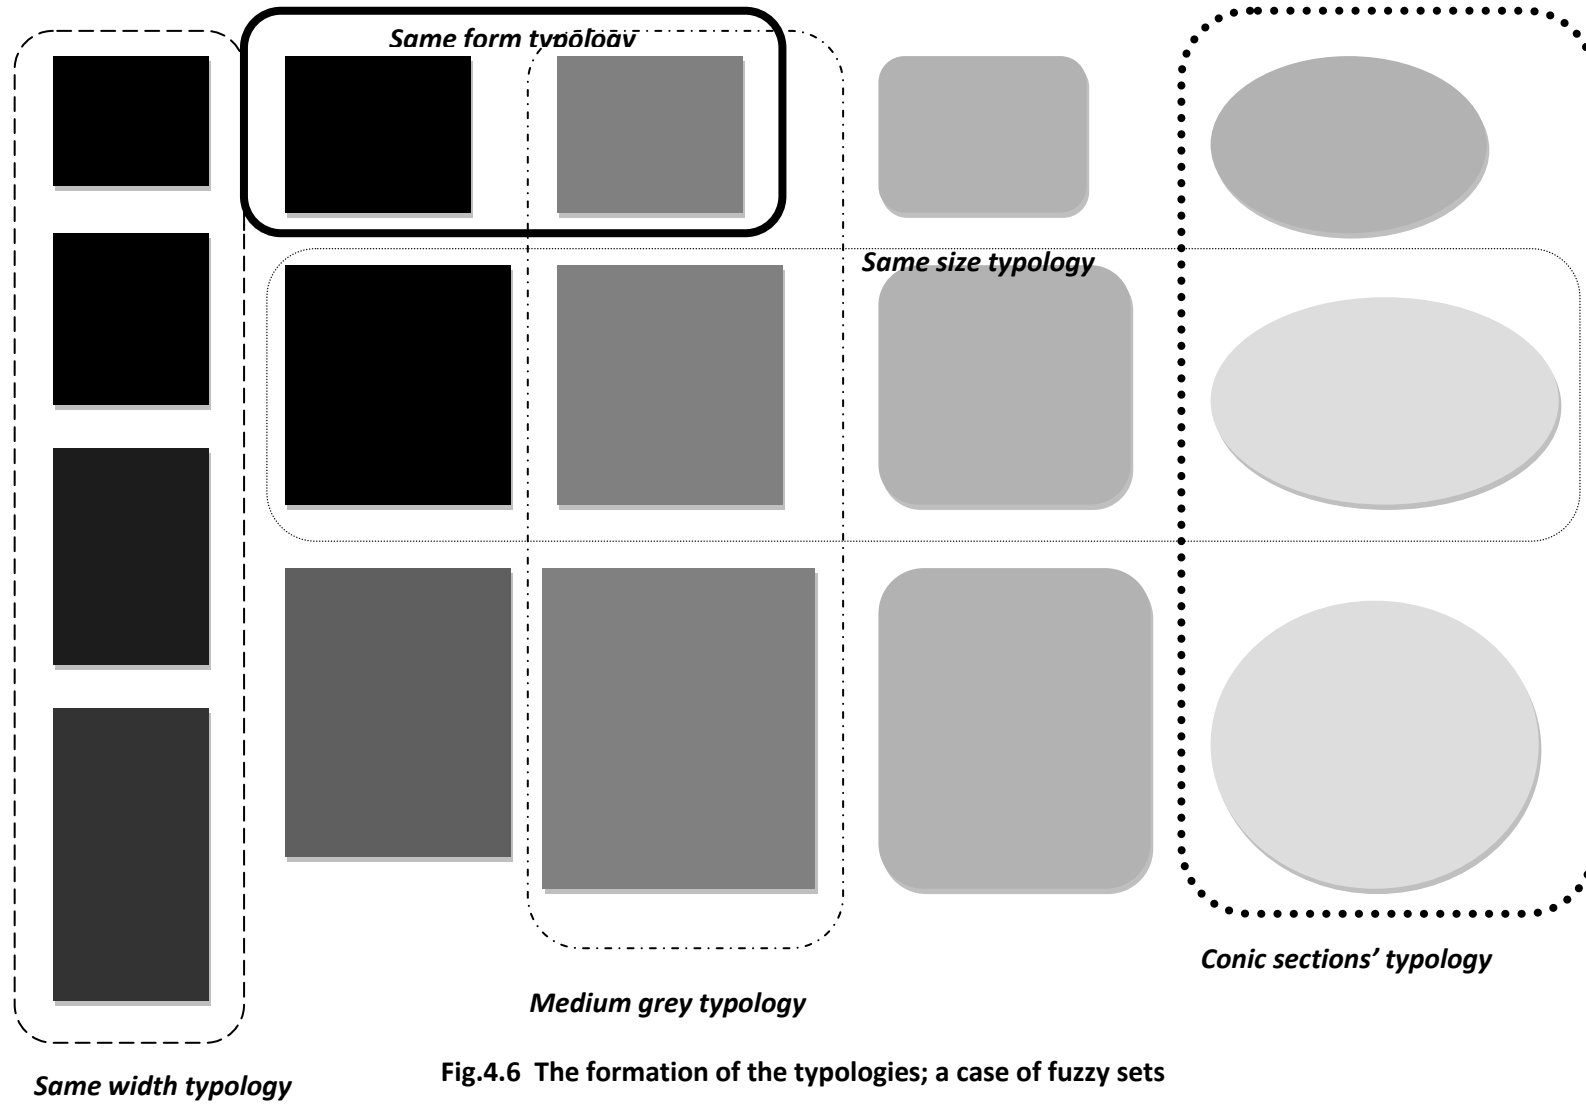 Same form typology
Same size typology
Conic sections’ typology
Medium grey typology
Fig.4.6  The formation of the typologies; a case of fuzzy sets
Same width typology